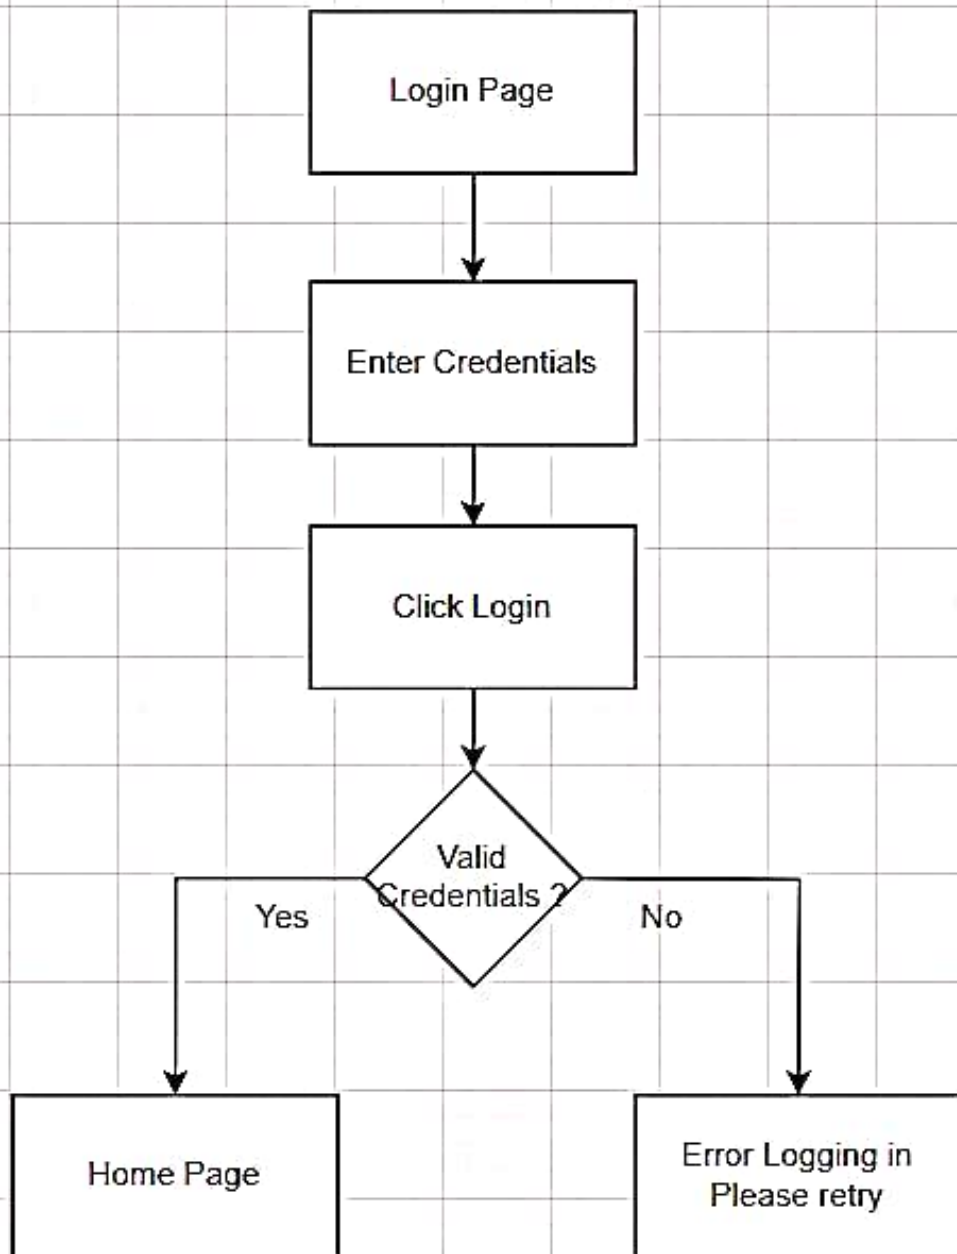 Login Page
Enter Credentials
Click Login
Valid
Credentials ?
Yes
No
Home Page
Error Logging in
Please retry